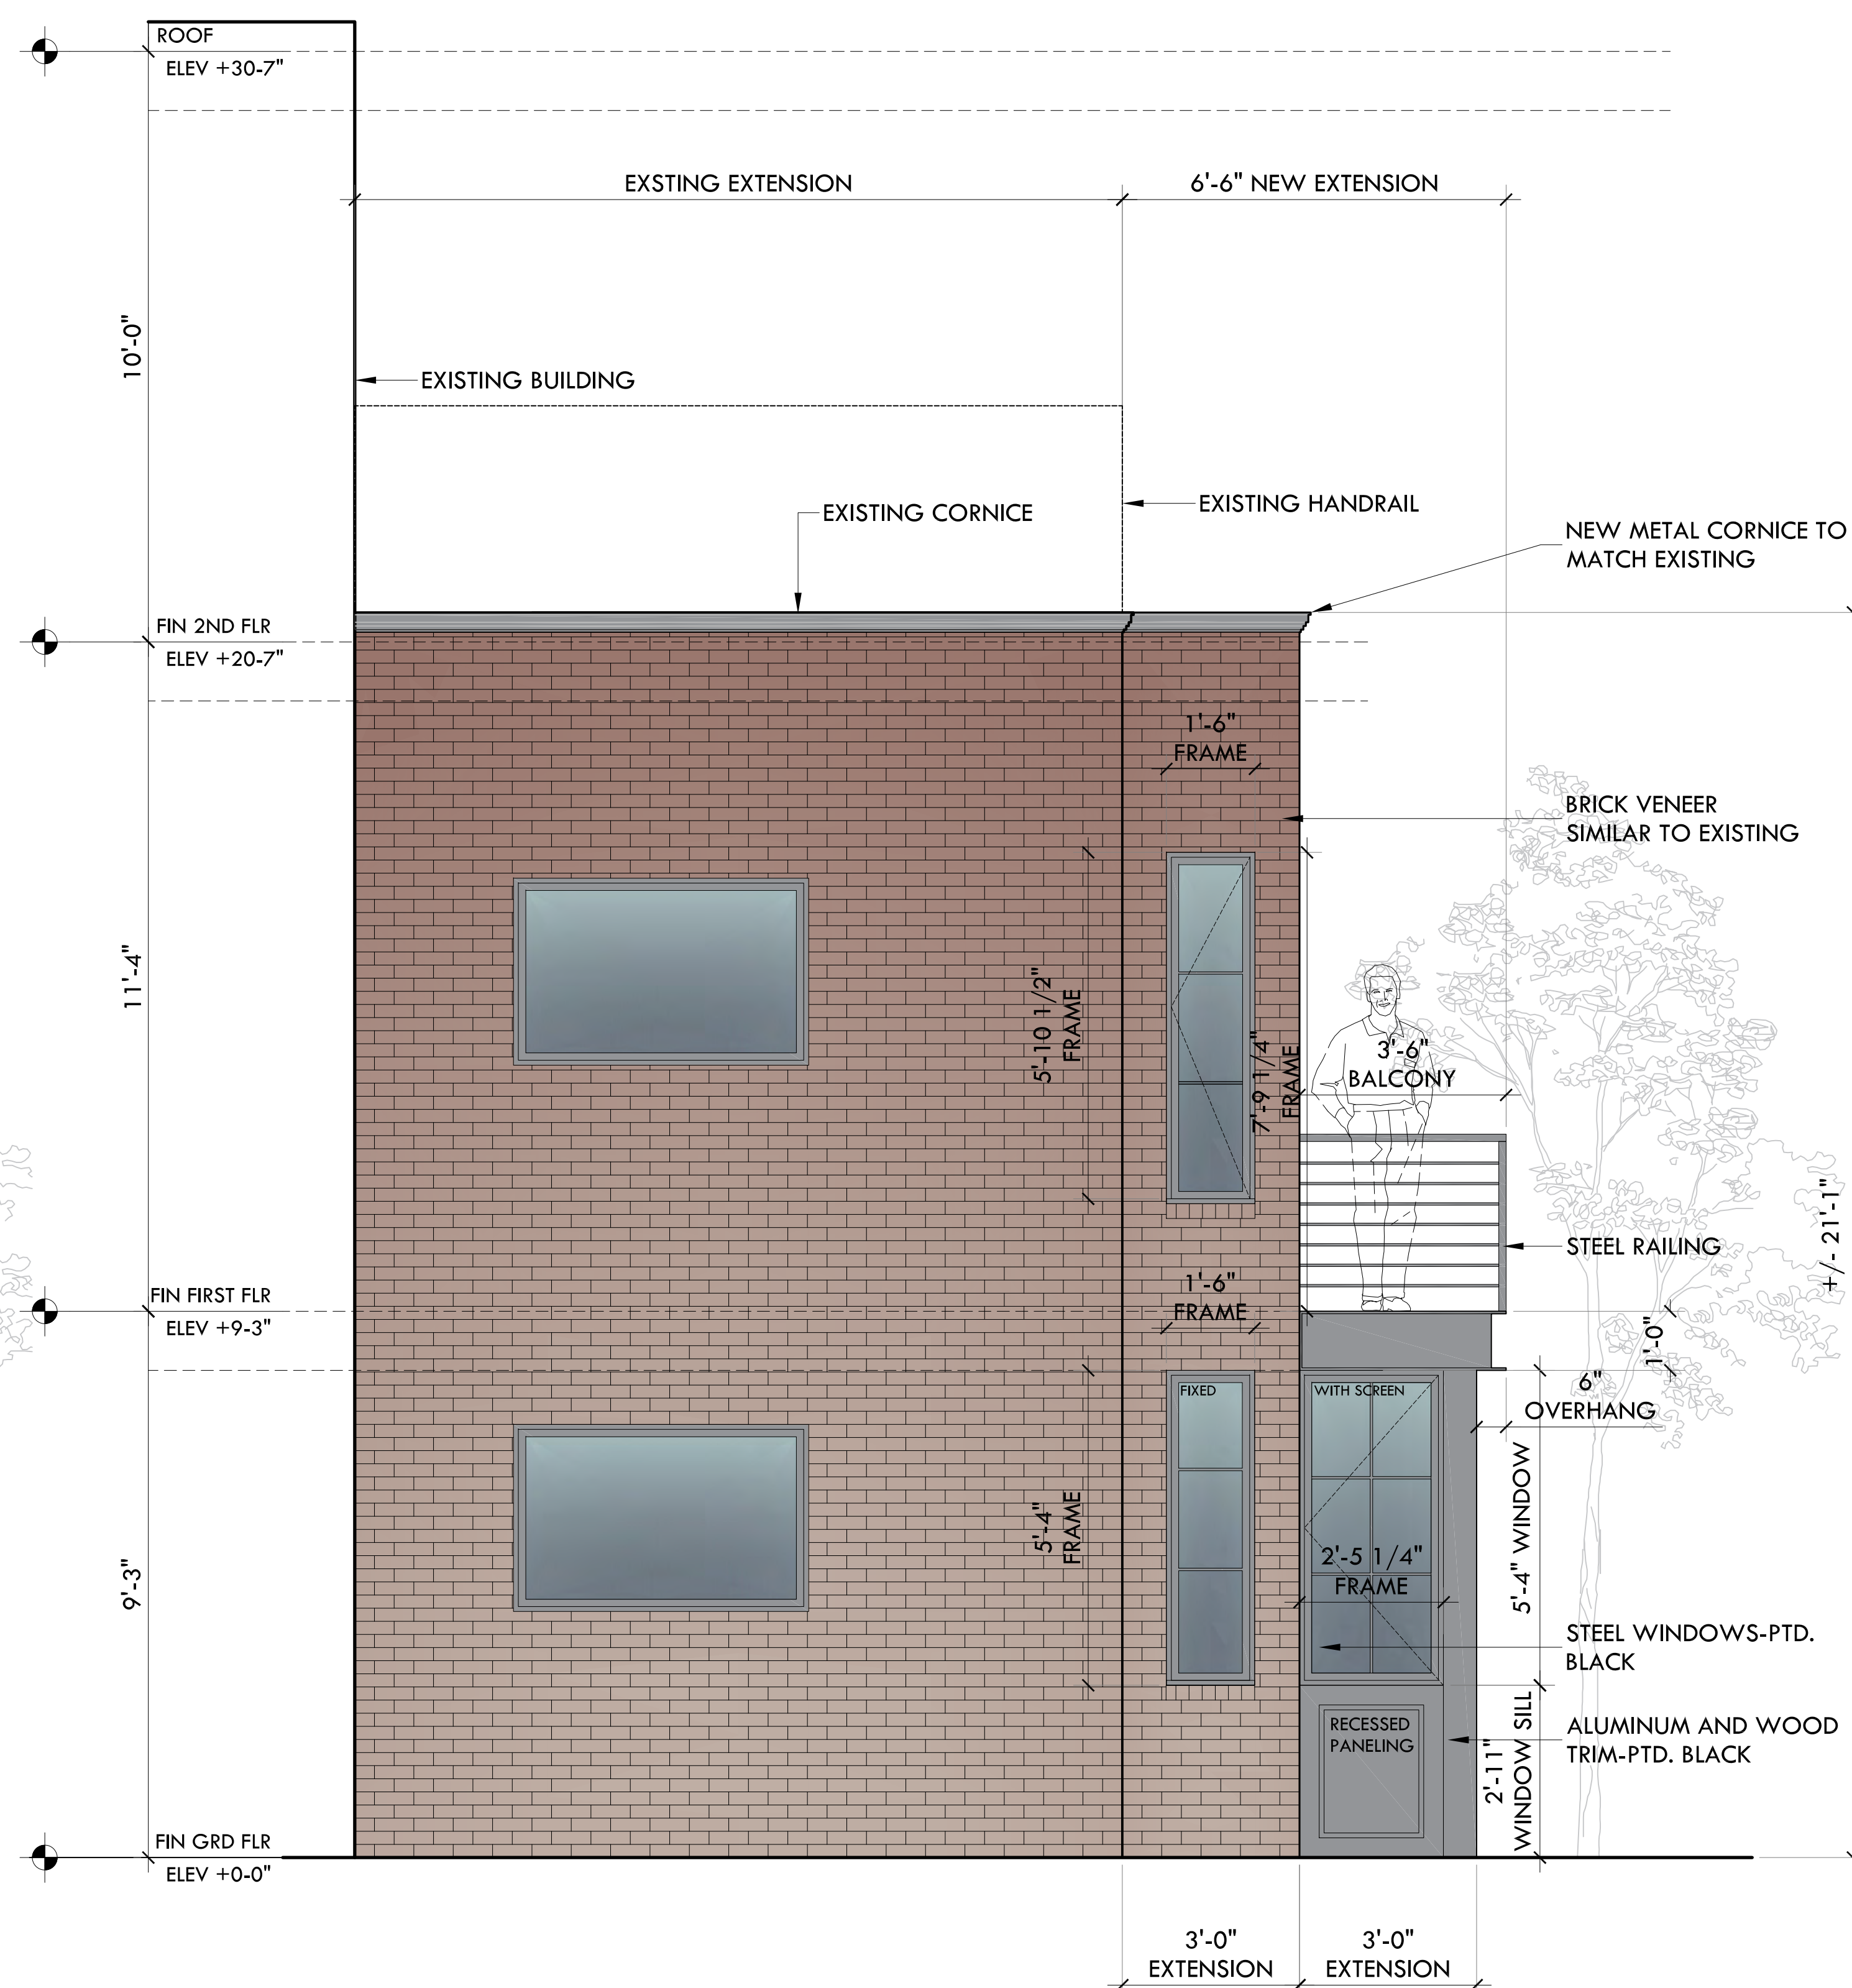 ROOF
ELEV +30-7"
EXSTING EXTENSION
6'-6" NEW EXTENSION
10'-0"
EXISTING BUILDING
EXISTING CORNICE
EXISTING HANDRAIL
NEW METAL CORNICE TO
MATCH EXISTING
FIN 2ND FLR
ELEV +20-7"
1'-6"
FRAME
BRICK VENEER
SIMILAR TO EXISTING
11'-4"
5'-10 1/2"
FRAME
7'-9 1/4"
FRAME
3'-6"
BALCONY
STEEL RAILING
+/- 21'-1"
FIN FIRST FLR
ELEV +9-3"
1'-6"
FRAME
1'-0"
6"
OVERHANG
FIXED
WITH SCREEN
9'-3"
5'-4"
FRAME
2'-5 1/4"
FRAME
5'-4" WINDOW
STEEL WINDOWS-PTD.
BLACK
RECESSED
PANELING
2'-11"
WINDOW SILL
ALUMINUM AND WOOD
TRIM-PTD. BLACK
FIN GRD FLR
ELEV +0-0"
3'-0"
EXTENSION
3'-0"
EXTENSION